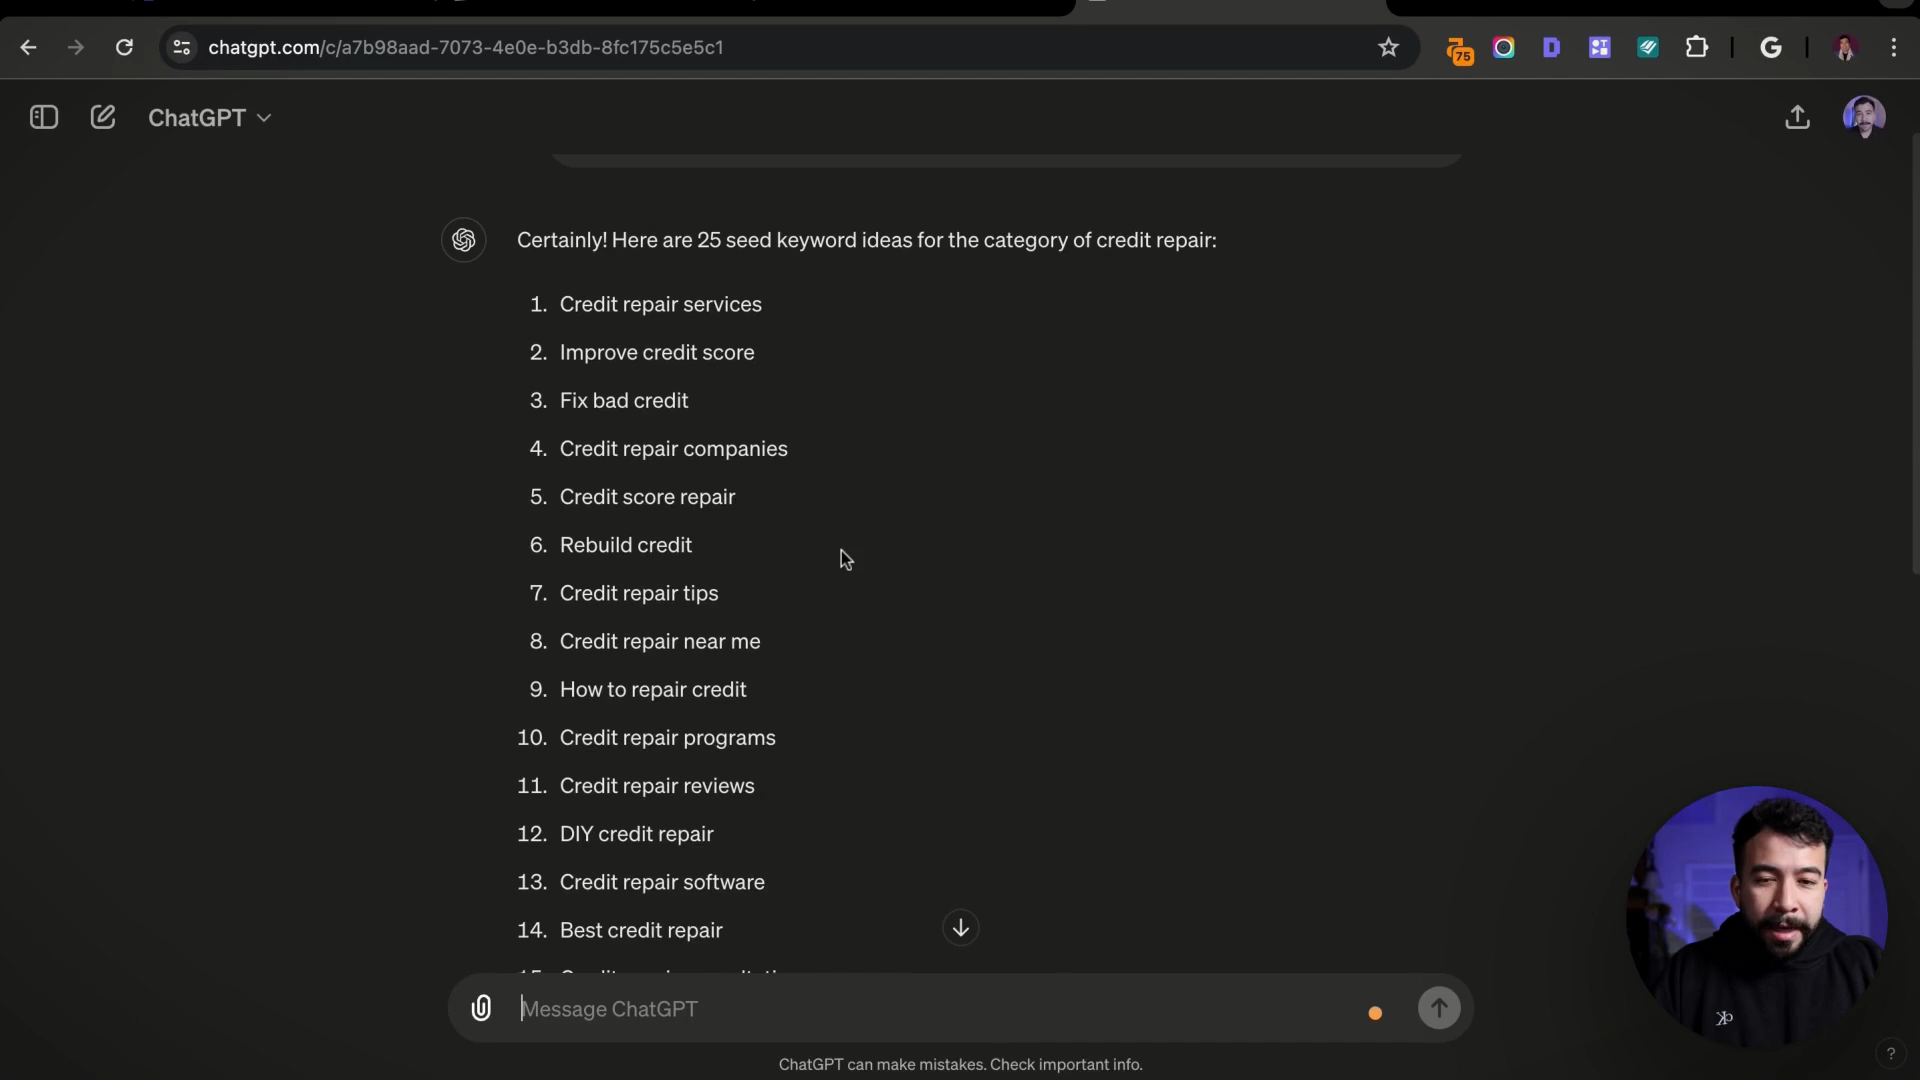 chatgpt.com/c/a7b98aad-7073-4e0e-b3db-8fc175c5e5c1
75
D
G
ChatGPT
Certainly! Here are 25 seed keyword ideas for the category of credit repair:
1. Credit repair services
2. Improve credit score
3. Fix bad credit
4. Credit repair companies
5. Credit score repair
6. Rebuild credit
7. Credit repair tips
8. Credit repair near me
9. How to repair credit
10. Credit repair programs
11. Credit repair reviews
12. DIY credit repair
13. Credit repair software
14. Best credit repair
Message ChatGPT
ChatGPT can make mistakes. Check important info.
?